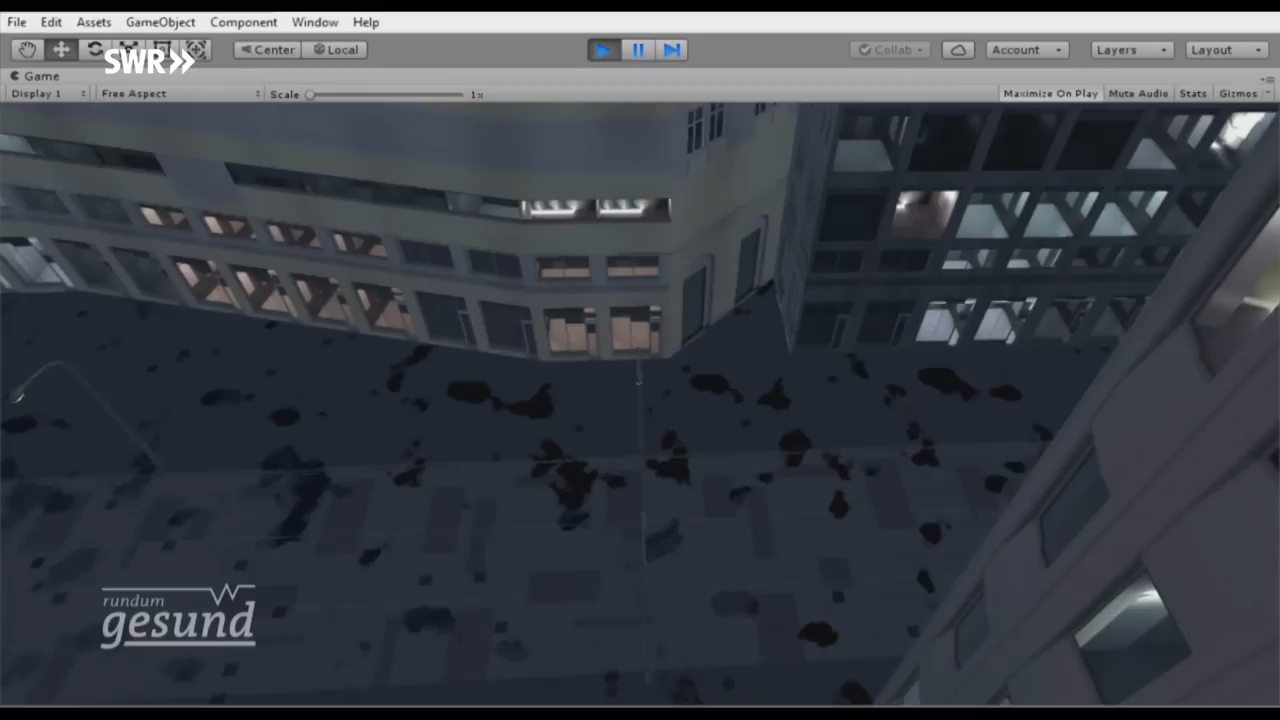 File Edit Assets GameObject Component Window Help
Center Local Collab Account Layers Layout
SWR
Game
Display 1 Free Aspect Scale 1x Maximize On Play Mute Audio Stats Gizmos
rundum
gesund